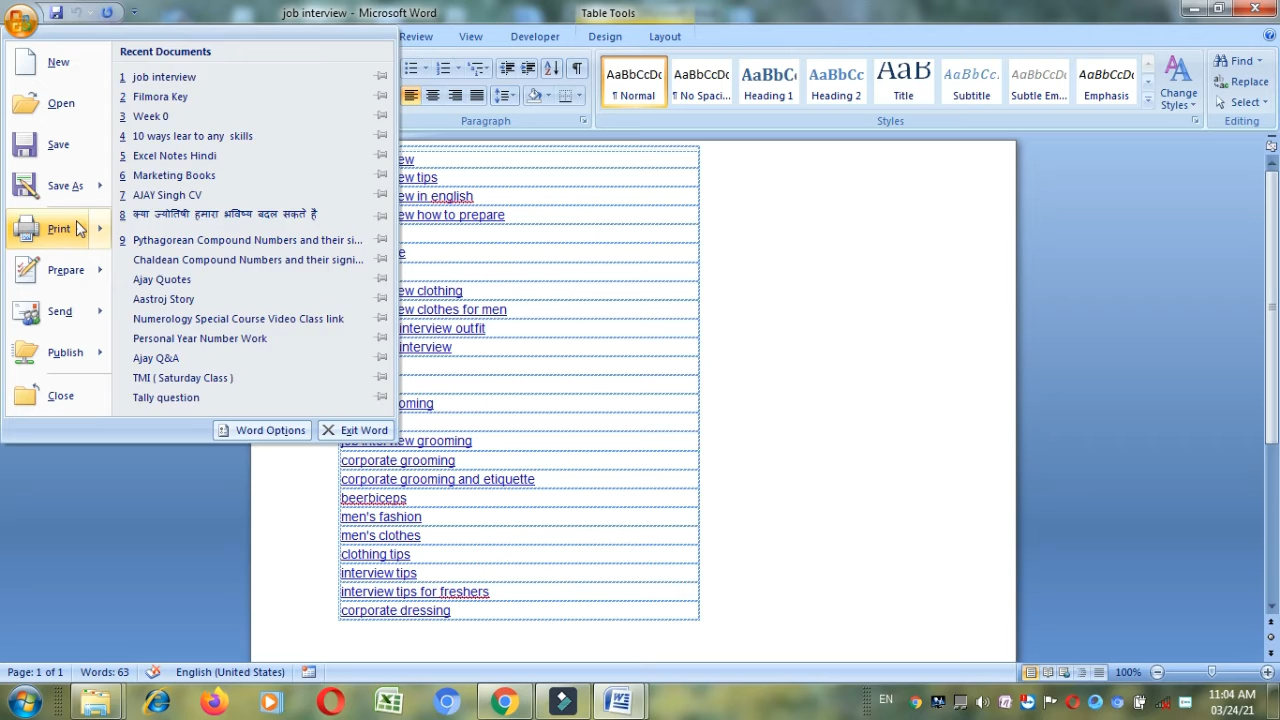 job interview - Microsoft Word
Table Tools
Review
View
Developer
Design
Layout
New
Open
Save
Save As
Print
Prepare
Send
Publish
Close
Recent Documents
1 job interview
2 Filmora Key
3 Week 0
4 10 ways lear to any skills
5 Excel Notes Hindi
6 Marketing Books
7 AJAY Singh CV
8 क्या ज्योतिषी हमारा भविष्य बदल सकते है
9 Pythagorean Compound Numbers and their si...
Chaldean Compound Numbers and their signi...
Ajay Quotes
Aastroj Story
Numerology Special Course Video Class link
Personal Year Number Work
Ajay Q&A
TMI ( Saturday Class )
Tally question
Word Options
Exit Word
Paragraph
AaBbCcDc
¶ Normal
AaBbCcDc
¶ No Spaci...
AaBbCc
Heading 1
AaBbCc
Heading 2
AaB
Title
AaBbCc.
Subtitle
AaBbCcDc
Subtle Em...
AaBbCcDc
Emphasis
Change
Styles
Styles
Find
Replace
Select
Editing
ew
ew tips
ew in english
ew how to prepare
e
ew clothing
ew clothes for men
interview outfit
interview
oming
job interview grooming
corporate grooming
corporate grooming and etiquette
beerbiceps
men's fashion
men's clothes
clothing tips
interview tips
interview tips for freshers
corporate dressing
Page: 1 of 1
Words: 63
English (United States)
100%
EN
11:04 AM
03/24/21